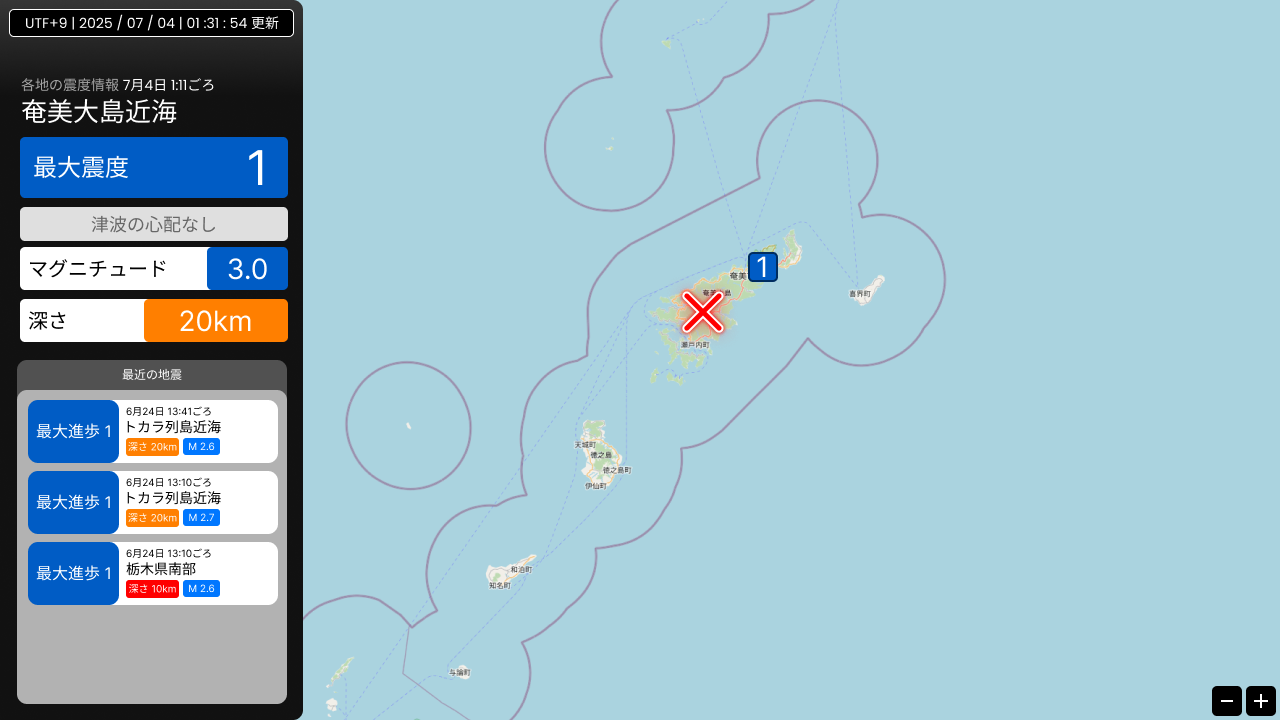 UTF+9 | 2025 / 07 / 04 | 01 :31 : 54 更新
各地の震度情報 7月4日 1:11ごろ
奄美大島近海
最大震度 1
津波の心配なし
マグニチュード 3.0
深さ 20km
最近の地震
最大進歩 1
6月24日 13:41ごろ
トカラ列島近海
深さ 20km M 2.6
最大進歩 1
6月24日 13:10ごろ
トカラ列島近海
深さ 20km M 2.7
最大進歩 1
6月24日 13:10ごろ
栃木県南部
深さ 10km M 2.6
1
喜界町
瀬戸内町
天城町
徳之島
徳之島町
伊仙町
和泊町
知名町
与論町